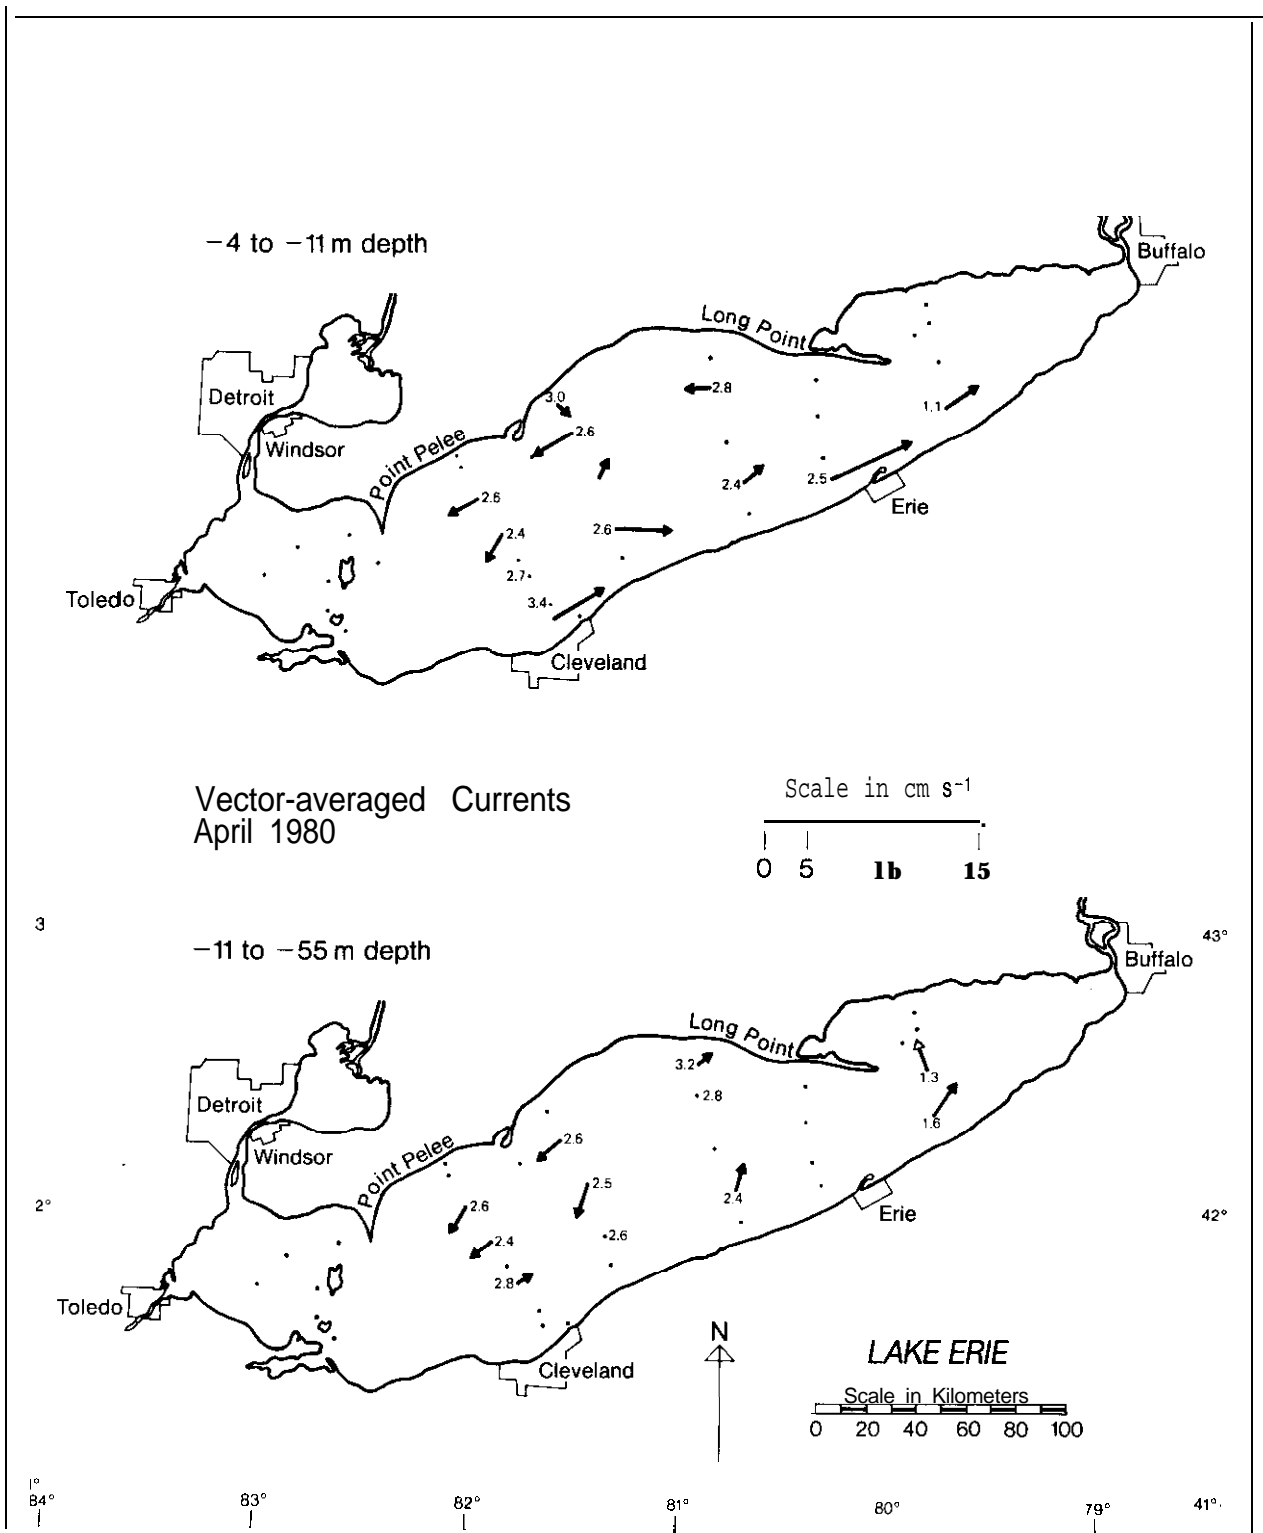 −4 to −11 m depth
Buffalo
Long Point
Detroit
Windsor
Point Pelee
3.0
2.8
1.1
2.6
2.6
2.4
2.5
Erie
2.4
2.6
2.7
3.4
Toledo
Cleveland
Vector-averaged Currents
April 1980
Scale in cm s⁻¹
0 5 1b 15
3
43°
−11 to −55 m depth
Buffalo
Long Point
3.2
2.8
1.3
1.6
Detroit
Windsor
Point Pelee
2.6
2.5
2.4
2°
42°
2.6
2.4
2.6
2.8
Erie
Toledo
Cleveland
N
LAKE ERIE
Scale in Kilometers
0 20 40 60 80 100
1°
84° 83° 82° 81° 80° 79° 41°